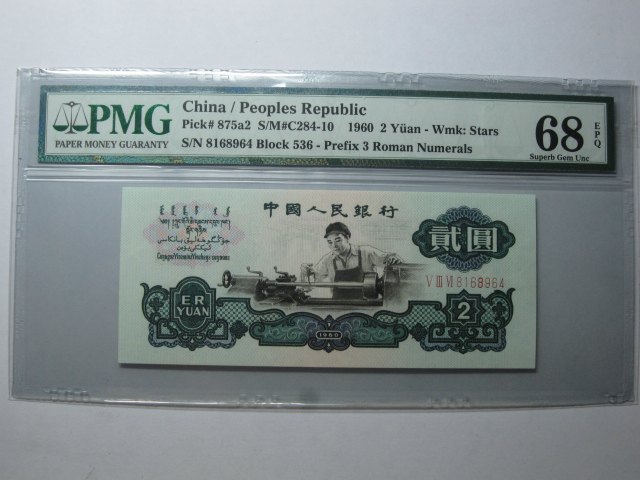 PMG
PAPER MONEY GUARANTY
China / Peoples Republic
Pick# 875a2 S/M#C284-10 1960 2 Yüan - Wmk: Stars
S/N 8168964 Block 536 - Prefix 3 Roman Numerals
68 EPQ
Superb Gem Unc
中國人民銀行
貳圓
V III VI 8168964
ER
YUAN
1960
2